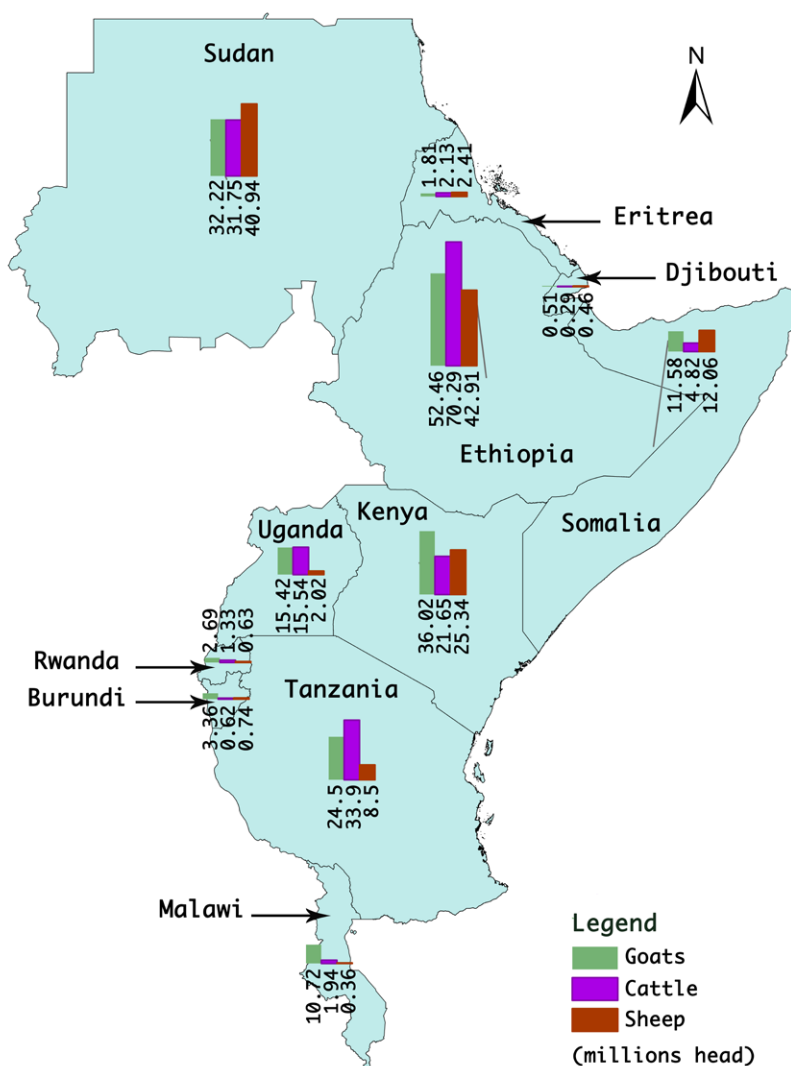 Sudan
N
32.22
31.75
40.94
1.81
2.13
2.41
Eritrea
Djibouti
0.51
0.29
0.46
52.46
70.29
42.91
11.58
14.82
12.06
Ethiopia
Somalia
Kenya
Uganda
15.42
15.54
2.02
36.02
21.65
25.34
2.69
1.33
0.63
Rwanda
Burundi
3.36
0.62
0.74
Tanzania
24.5
33.9
8.5
Malawi
10.72
1.94
0.36
Legend
Goats
Cattle
Sheep
(millions head)